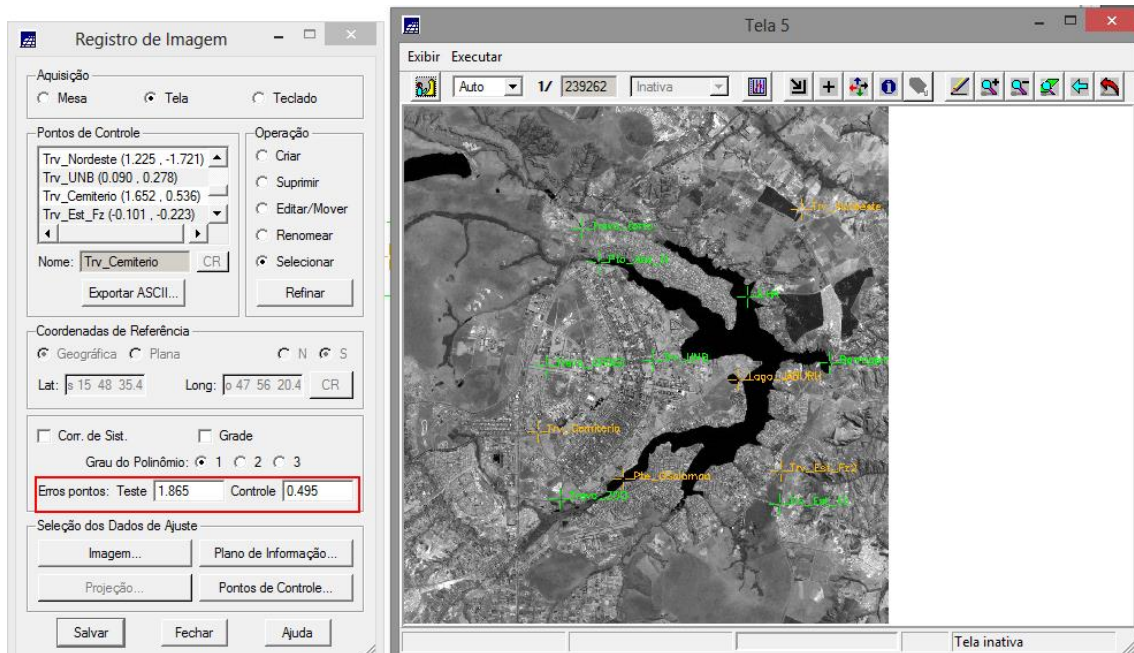 Registro de Imagem
Aquisição
Mesa Tela Teclado
Pontos de Controle
Trv_Nordeste (1.225 , -1.721)
Trv_UNB (0.090 , 0.278)
Trv_Cemiterio (1.652 , 0.536)
Trv_Est_Fz (-0.101 , -0.223)
Nome: Trv_Cemiterio CR
Exportar ASCII...
Operação
Criar
Suprimir
Editar/Mover
Renomear
Selecionar
Refinar
Coordenadas de Referência
Geográfica Plana N S
Lat: s 15 48 35.4 Long: o 47 56 20.4 CR
Corr. de Sist. Grade
Grau do Polinômio: 1 2 3
Erros pontos: Teste 1.865 Controle 0.495
Seleção dos Dados de Ajuste
Imagem... Plano de Informação...
Projeção... Pontos de Controle...
Salvar Fechar Ajuda
Tela 5
Exibir Executar
Auto 1/ 239262 Inativa
Trv_Nordeste
Trv_UNB
Trv_Cemiterio
Tela inativa